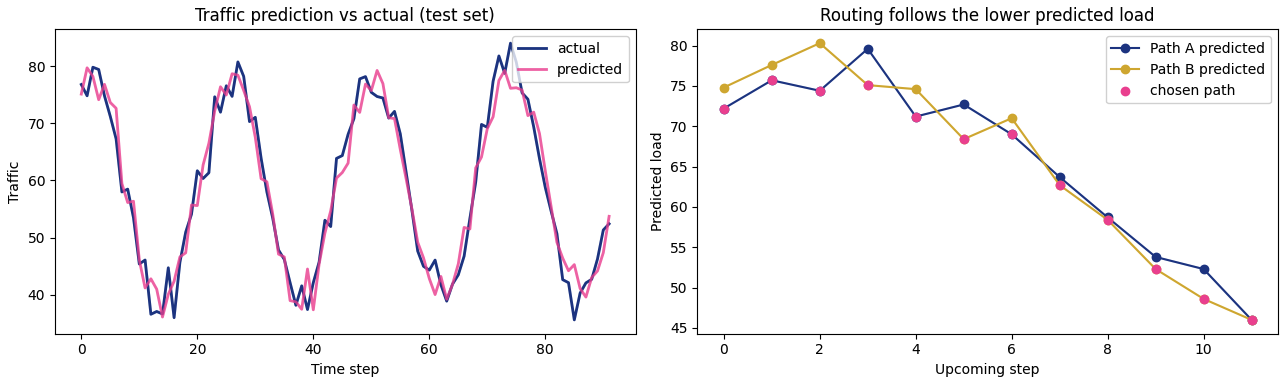 Traffic prediction vs actual (test set)
actual
predicted
Traffic
80
70
60
50
40
0 20 40 60 80
Time step
Routing follows the lower predicted load
Path A predicted
Path B predicted
chosen path
Predicted load
80
75
70
65
60
55
50
45
0 2 4 6 8 10
Upcoming step